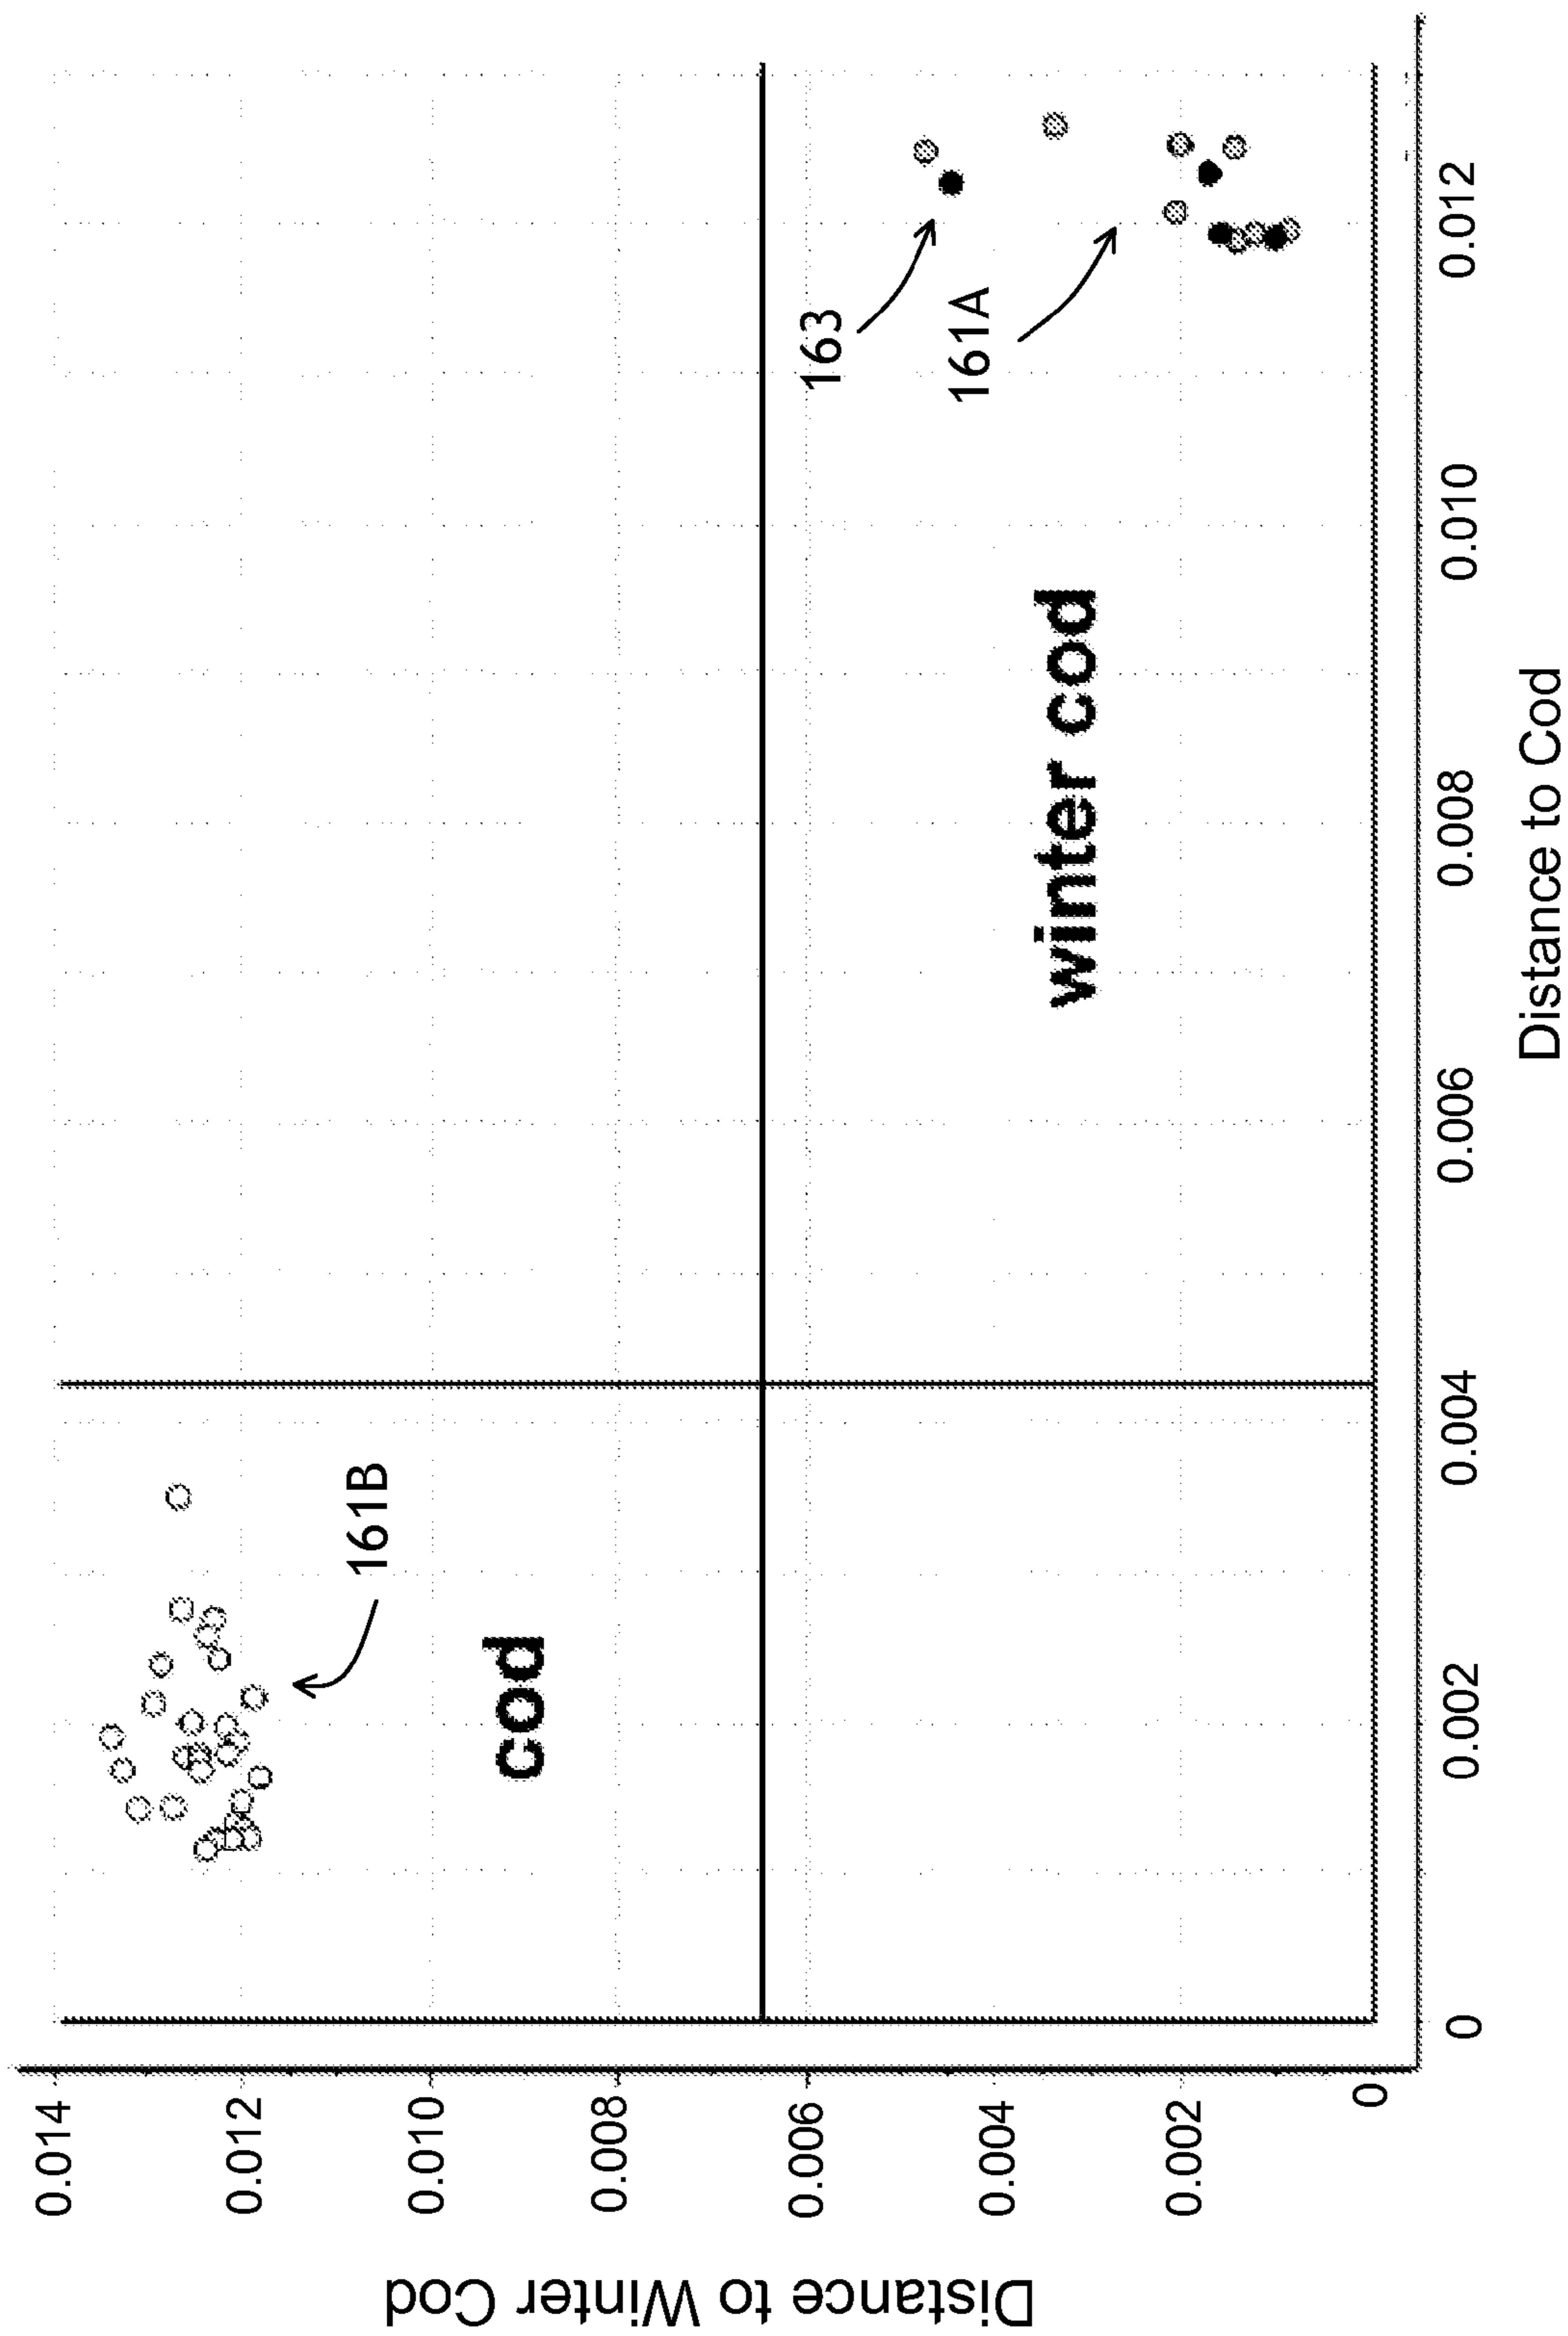 0.014
0.012
0.010
0.008
0.006
0.004
0.002
0
Distance to Winter Cod
cod
161B
winter cod
163
161A
0
0.002
0.004
0.006
0.008
0.010
0.012
Distance to Cod